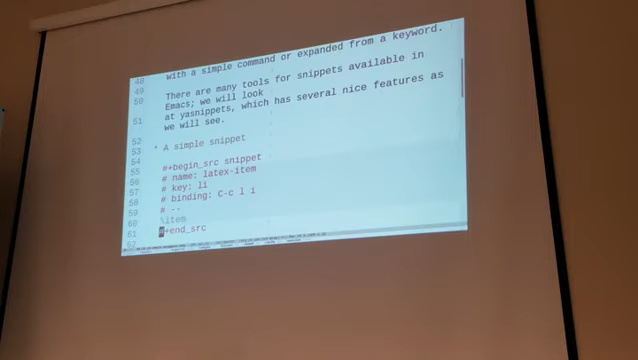 48 with a simple command or expanded from a keyword.
49
50 There are many tools for snippets available in
Emacs; we will look
51 at yasnippets, which has several nice features as
we will see.
52
53 * A simple snippet
54
55 #+begin_src snippet
56 # name: latex-item
57 # key: li
58 # binding: C-c l i
59 # --
60 \item
61 #+end_src
62